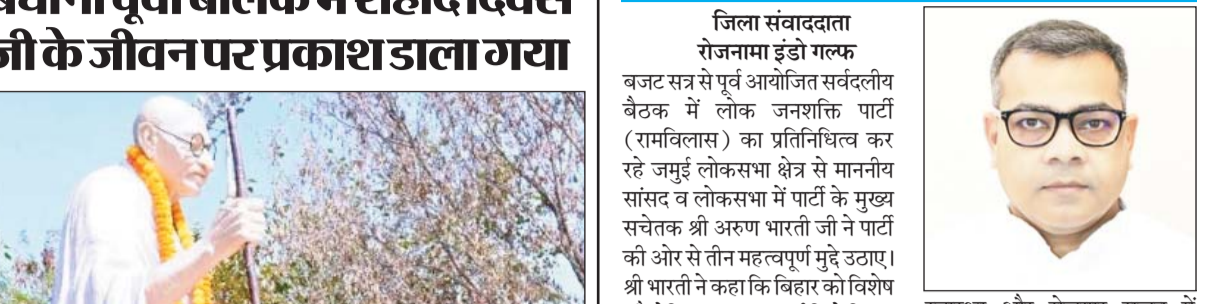 जी के जीवन पर प्रकाश डाला गया
जिला संवाददाता
रोजनामा इंडो गल्फ
बजट सत्र से पूर्व आयोजित सर्वदलीय
बैठक में लोक जनशक्ति पार्टी
(रामविलास) का प्रतिनिधित्व कर
रहे जमुई लोकसभा क्षेत्र से माननीय
सांसद व लोकसभा में पार्टी के मुख्य
सचेतक श्री अरुण भारती जी ने पार्टी
की ओर से तीन महत्वपूर्ण मुद्दे उठाए।
श्री भारती ने कहा कि बिहार को विशेष